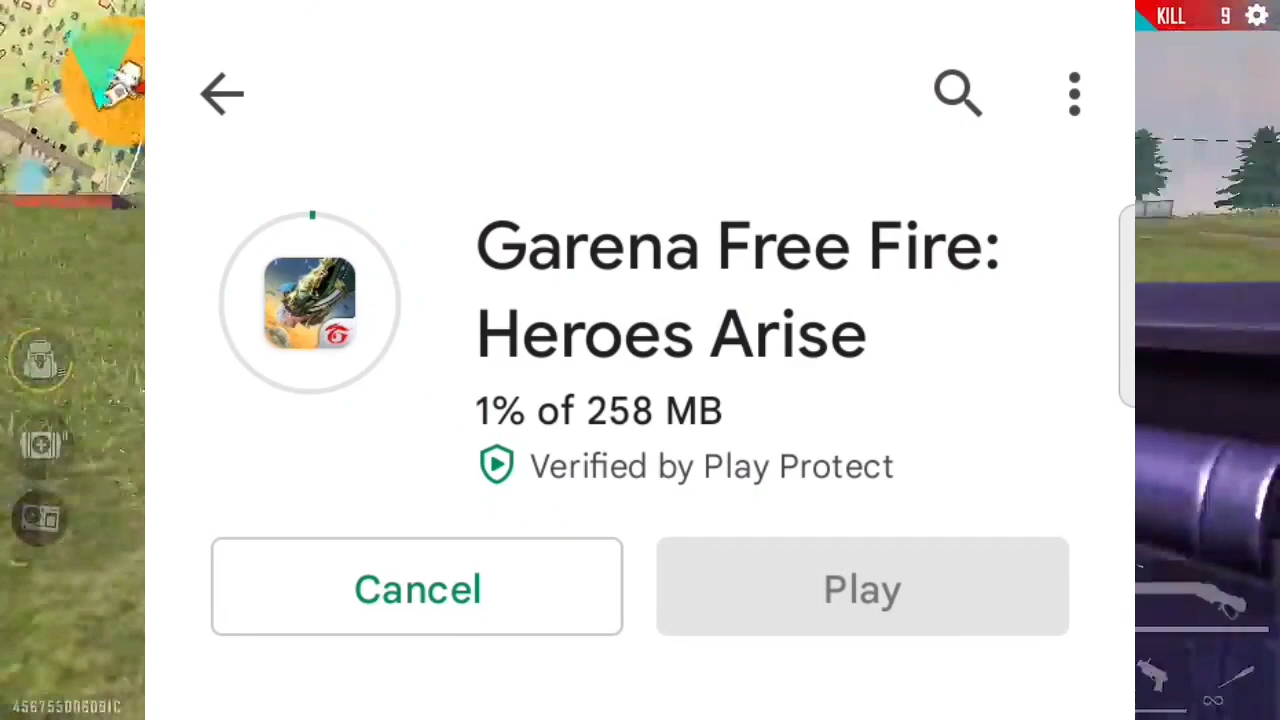 KILL 9
Garena Free Fire:
Heroes Arise
1% of 258 MB
Verified by Play Protect
Cancel
Play